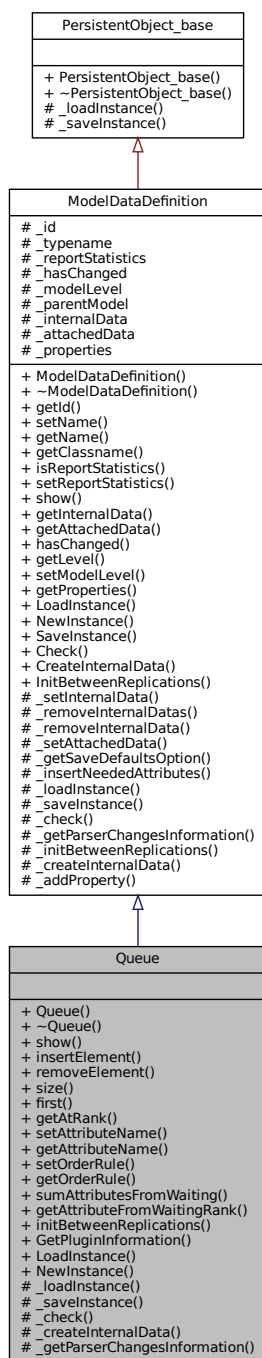 PersistentObject_base
+ PersistentObject_base()
+ ~PersistentObject_base()
# _loadInstance()
# _saveInstance()
ModelDataDefinition
# _id
# _typename
# _reportStatistics
# _hasChanged
# _modelLevel
# _parentModel
# _internalData
# _attachedData
# _properties
+ ModelDataDefinition()
+ ~ModelDataDefinition()
+ getId()
+ setName()
+ getName()
+ getClassname()
+ isReportStatistics()
+ setReportStatistics()
+ show()
+ getInternalData()
+ getAttachedData()
+ hasChanged()
+ getLevel()
+ setModelLevel()
+ getProperties()
+ LoadInstance()
+ NewInstance()
+ SaveInstance()
+ Check()
+ CreateInternalData()
+ InitBetweenReplications()
# _setInternalData()
# _removeInternalDatas()
# _removeInternalData()
# _setAttachedData()
# _getSaveDefaultsOption()
# _insertNeededAttributes()
# _loadInstance()
# _saveInstance()
# _check()
# _getParserChangesInformation()
# _initBetweenReplications()
# _createInternalData()
# _addProperty()
Queue
+ Queue()
+ ~Queue()
+ show()
+ insertElement()
+ removeElement()
+ size()
+ first()
+ getAtRank()
+ setAttributeName()
+ getAttributeName()
+ setOrderRule()
+ getOrderRule()
+ sumAttributesFromWaiting()
+ getAttributeFromWaitingRank()
+ initBetweenReplications()
+ GetPluginInformation()
+ LoadInstance()
+ NewInstance()
# _loadInstance()
# _saveInstance()
# _check()
# _createInternalData()
# _getParserChangesInformation()